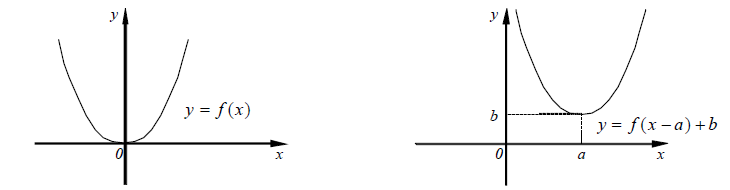 y
y = f(x)
0
x
y
b
y = f(x − a) + b
0
a
x